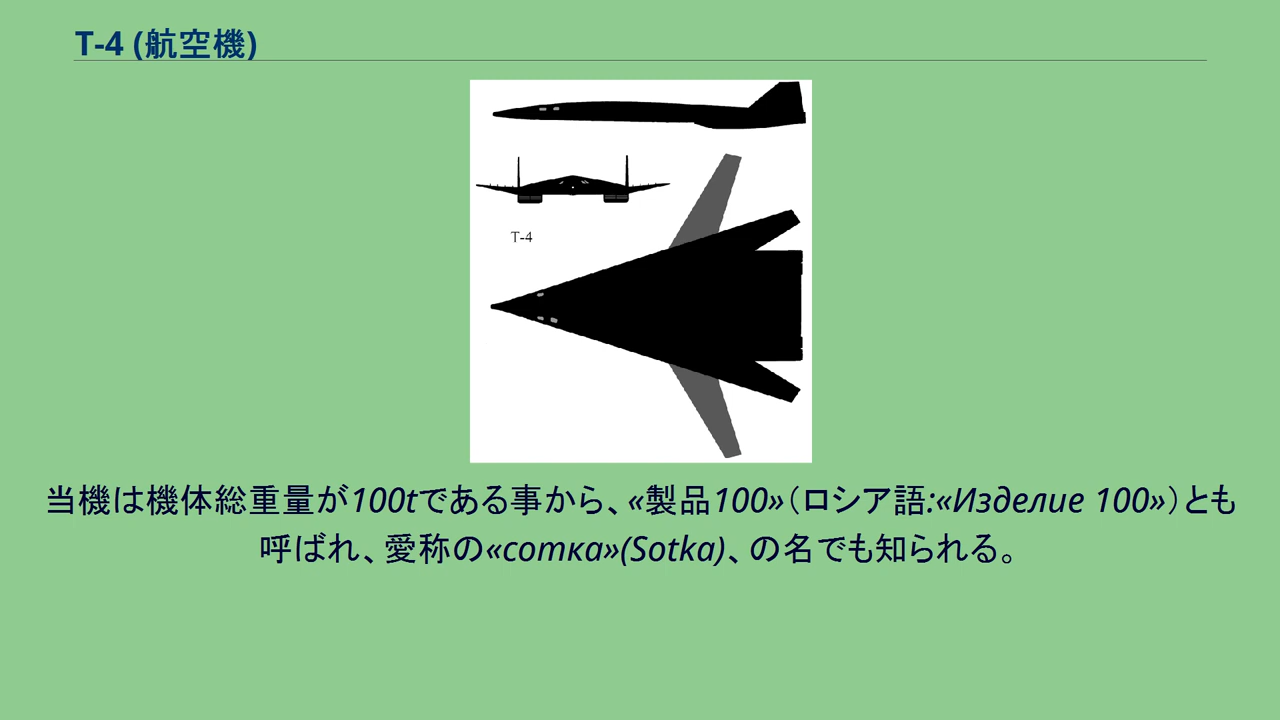 T-4 (航空機)
T-4
当機は機体総重量が100tである事から、«製品100»（ロシア語:«Изделие 100»）とも
呼ばれ、愛称の«сотка»(Sotka)、の名でも知られる。